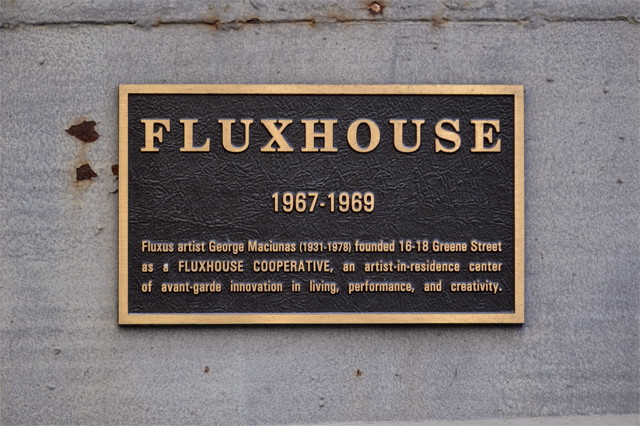 FLUXHOUSE
1967-1969
Fluxus artist George Maciunas (1931-1978) founded 16-18 Greene Street
as a FLUXHOUSE COOPERATIVE, an artist-in-residence center
of avant-garde innovation in living, performance, and creativity.